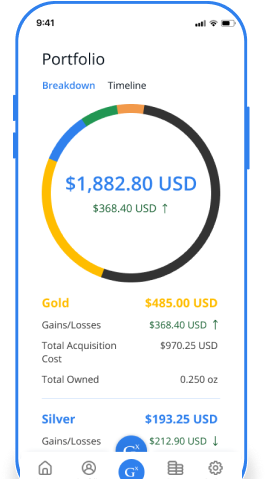 9:41
Portfolio
Breakdown Timeline
$1,882.80 USD
$368.40 USD ↑
Gold $485.00 USD
Gains/Losses $368.40 USD ↑
Total Acquisition Cost $970.25 USD
Total Owned 0.250 oz
Silver $193.25 USD
Gains/Losses $212.90 USD ↓
Gx